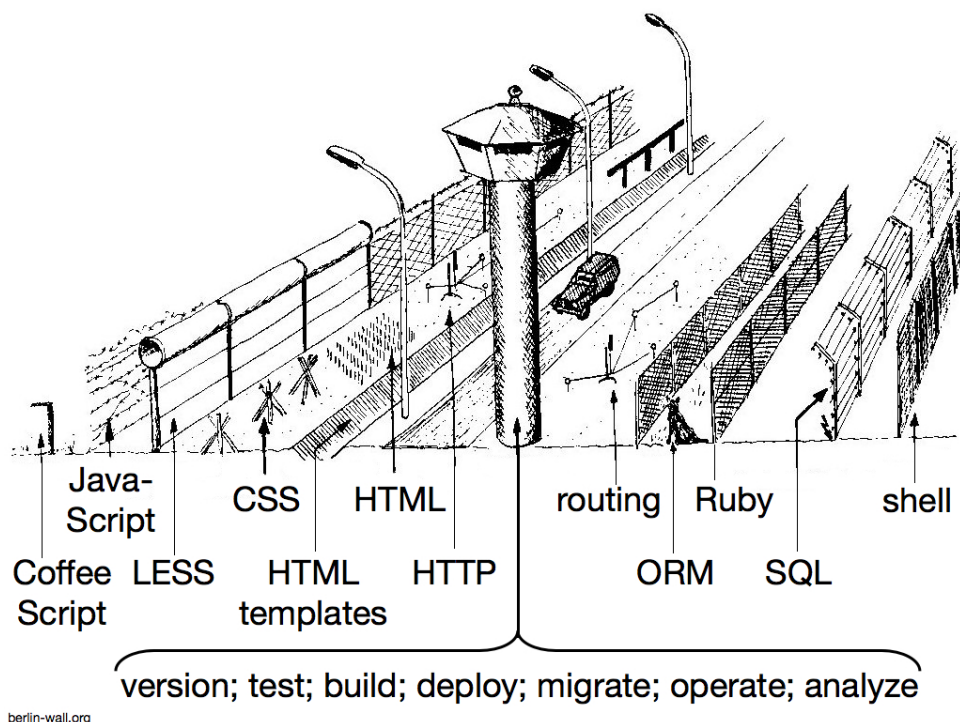 Java-
Script
CSS
HTML
routing
Ruby
shell
Coffee
Script
LESS
HTML
templates
HTTP
ORM
SQL
version; test; build; deploy; migrate; operate; analyze
berlin-wall.org